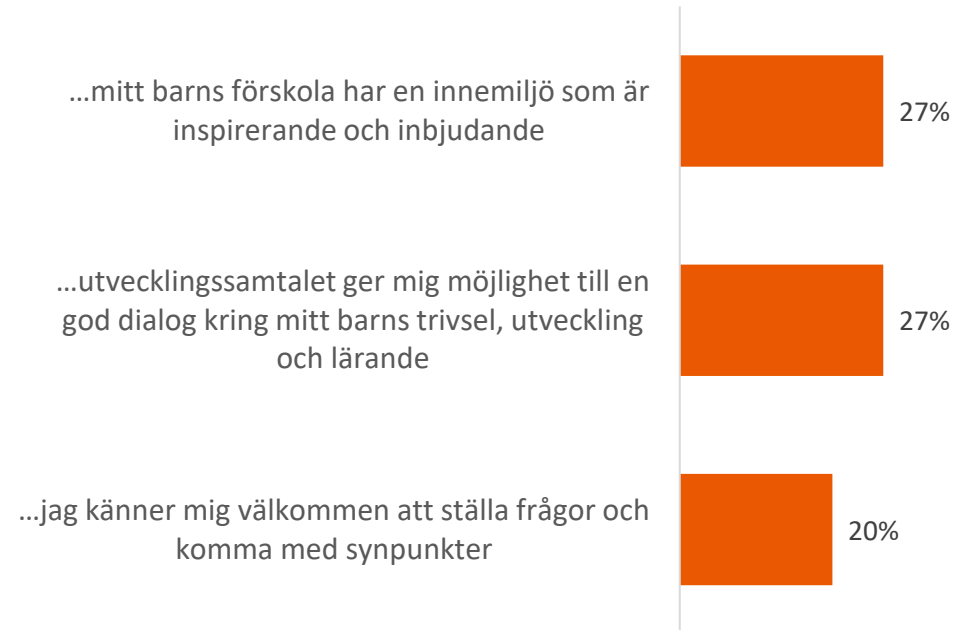 …mitt barns förskola har en innemiljö som är
inspirerande och inbjudande
27%
…utvecklingssamtalet ger mig möjlighet till en
god dialog kring mitt barns trivsel, utveckling
och lärande
27%
…jag känner mig välkommen att ställa frågor och
komma med synpunkter
20%